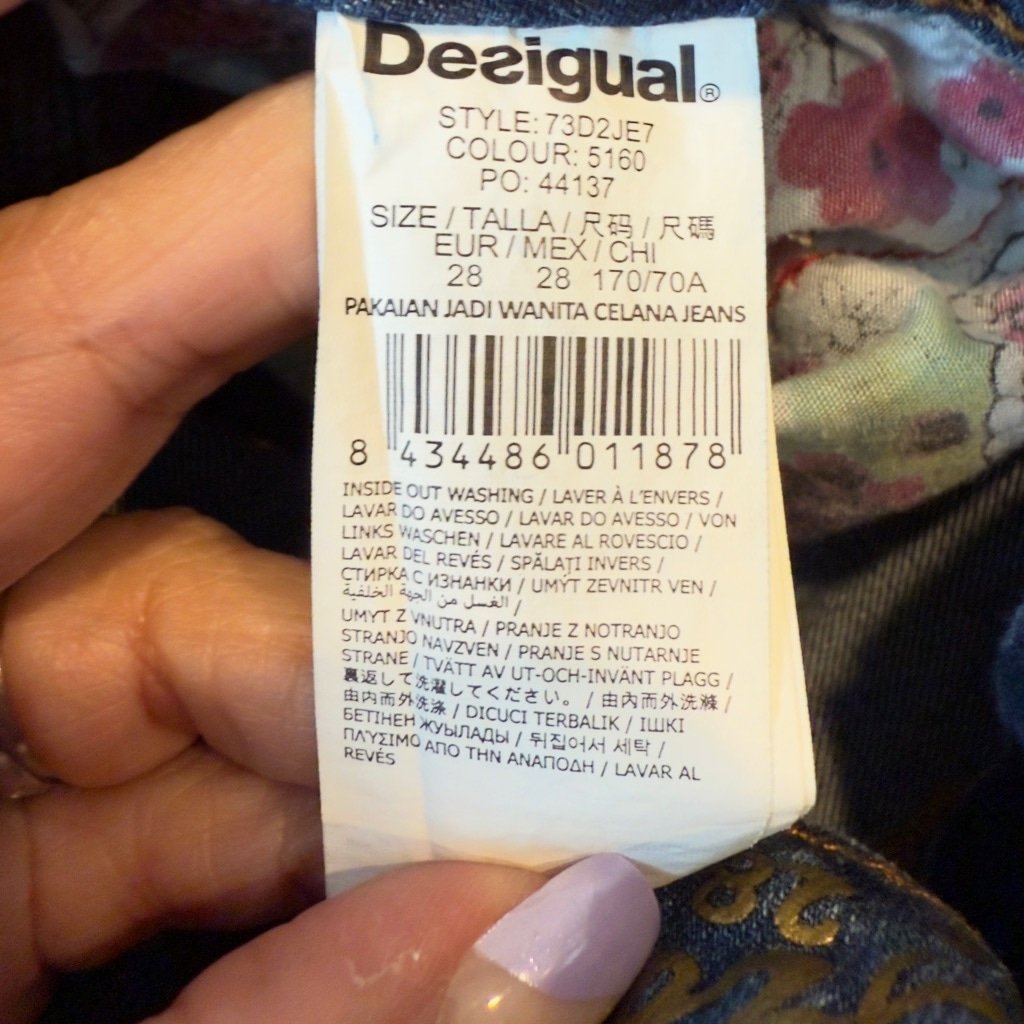 Desigual®
STYLE: 73D2JE7
COLOUR: 5160
PO: 44137
SIZE / TALLA / 尺码 / 尺碼
EUR / MEX / CHI
28 28 170/70A
PAKAIAN JADI WANITA CELANA JEANS
8 434486 011878
INSIDE OUT WASHING / LAVER À L'ENVERS /
LAVAR DO AVESSO / LAVAR DO AVESSO / VON
LINKS WASCHEN / LAVARE AL ROVESCIO /
LAVAR DEL REVÉS / SPĂLAȚI INVERS /
СТИРКА С ИЗНАНКИ / UMÝT ZEVNITR VEN /
الغسل من الجهة الخلفية /
UMYT Z VNUTRA / PRANJE Z NOTRANJO
STRANJO NAVZVEN / PRANJE S NUTARNJE
STRANE / TVÄTT AV UT-OCH-INVÄNT PLAGG /
裏返して洗濯してください。 / 由內而外洗滌 /
由内而外洗涤 / DICUCI TERBALIK / ІШКІ
БЕТІНЕН ЖУЫЛАДЫ / 뒤집어서 세탁 /
ΠΛΥΣΙΜΟ ΑΠΟ ΤΗΝ ΑΝΑΠΟΔΗ / LAVAR AL
REVÉS